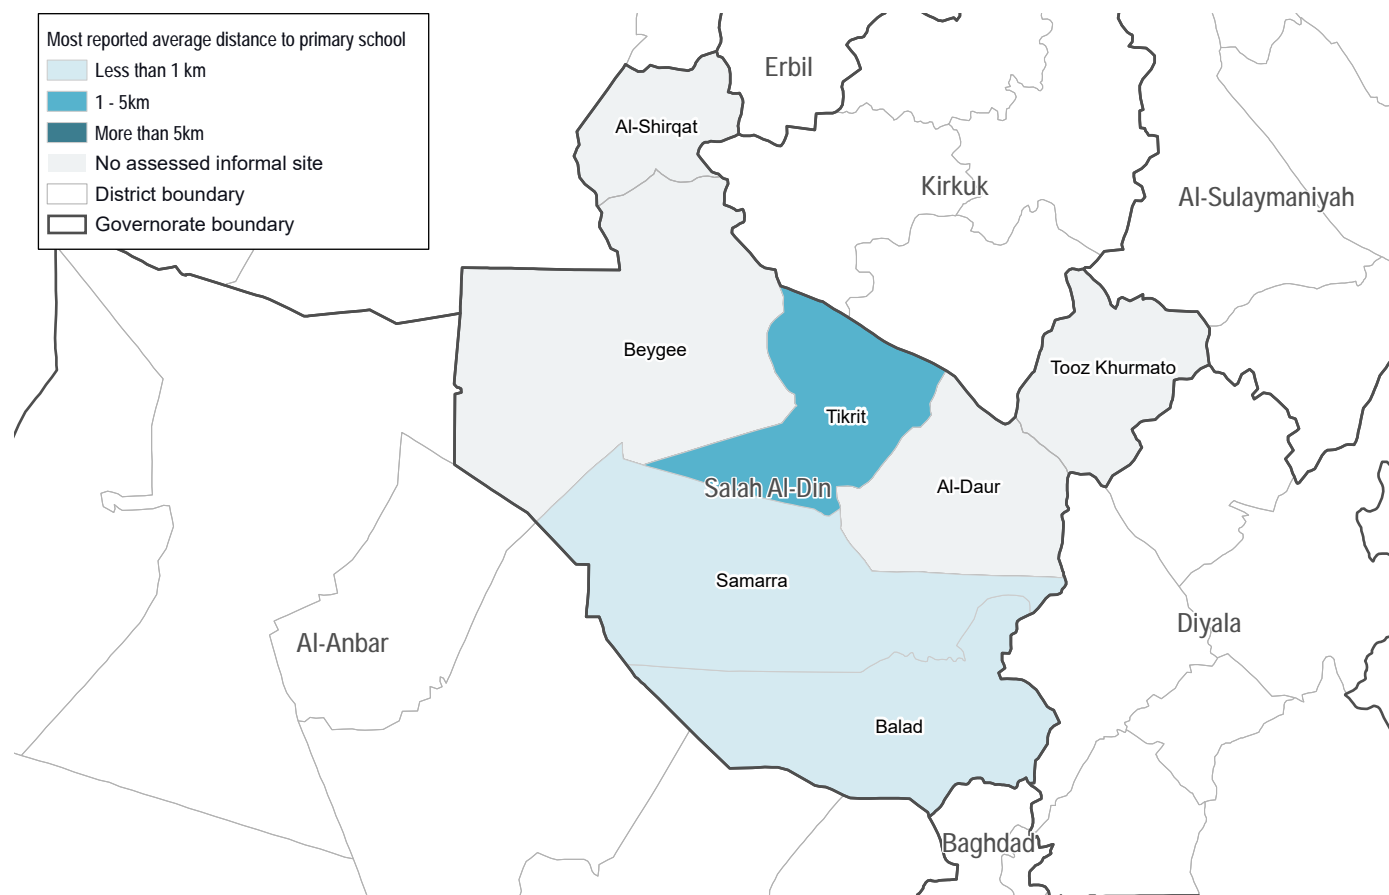 Most reported average distance to primary school
Less than 1 km
1 - 5km
More than 5km
No assessed informal site
District boundary
Governorate boundary
Erbil
Al-Shirqat
Kirkuk
Al-Sulaymaniyah
Beygee
Tooz Khurmato
Tikrit
Salah Al-Din
Al-Daur
Samarra
Diyala
Al-Anbar
Balad
Baghdad